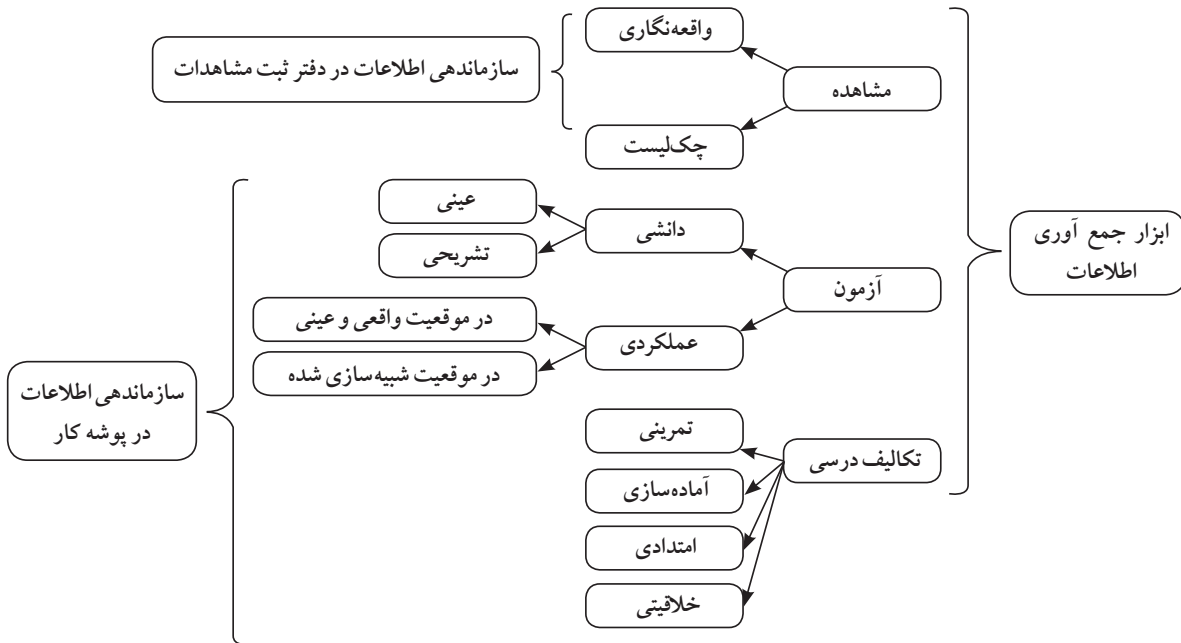 ابزار جمع آوری
اطلاعات
مشاهده
واقعه‌نگاری
چک‌لیست
سازماندهی اطلاعات در دفتر ثبت مشاهدات
آزمون
دانشی
عینی
تشریحی
عملکردی
در موقعیت واقعی و عینی
در موقعیت شبیه‌سازی شده
تکالیف درسی
تمرینی
آماده‌سازی
امتدادی
خلاقیتی
سازماندهی اطلاعات
در پوشه کار